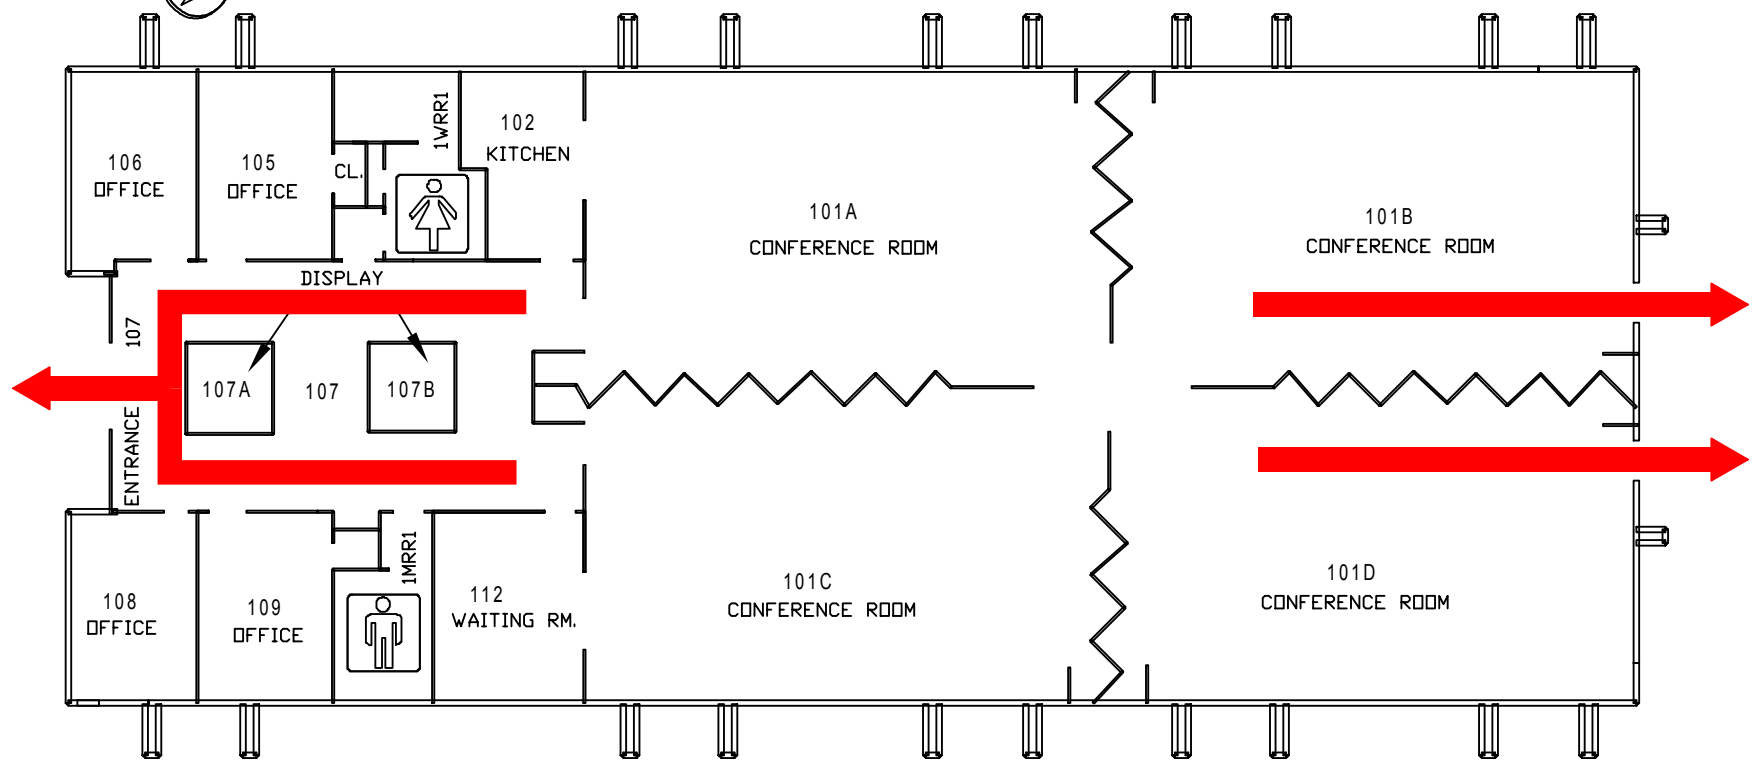 106
OFFICE
105
OFFICE
CL.
1WRR1
102
KITCHEN
101A
CONFERENCE ROOM
101B
CONFERENCE ROOM
DISPLAY
107
107A
107
107B
ENTRANCE
108
OFFICE
109
OFFICE
1MRR1
112
WAITING RM.
101C
CONFERENCE ROOM
101D
CONFERENCE ROOM